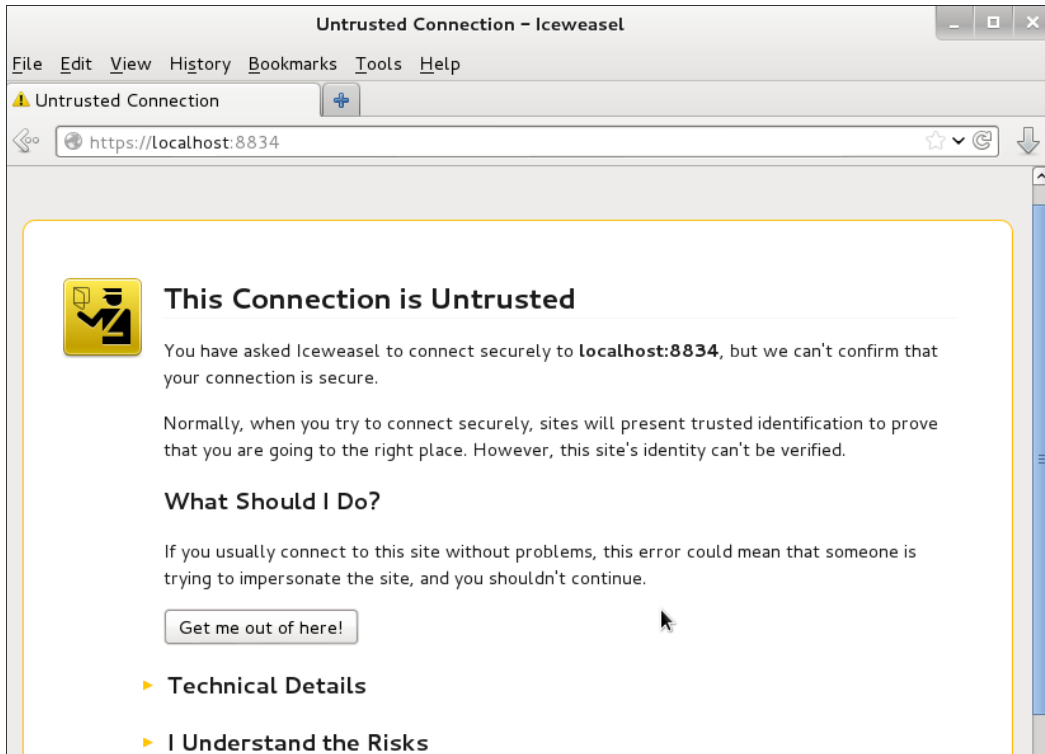 Untrusted Connection - Iceweasel
File Edit View History Bookmarks Tools Help
Untrusted Connection
https://localhost:8834
This Connection is Untrusted
You have asked Iceweasel to connect securely to localhost:8834, but we can't confirm that
your connection is secure.
Normally, when you try to connect securely, sites will present trusted identification to prove
that you are going to the right place. However, this site's identity can't be verified.
What Should I Do?
If you usually connect to this site without problems, this error could mean that someone is
trying to impersonate the site, and you shouldn't continue.
Get me out of here!
Technical Details
I Understand the Risks